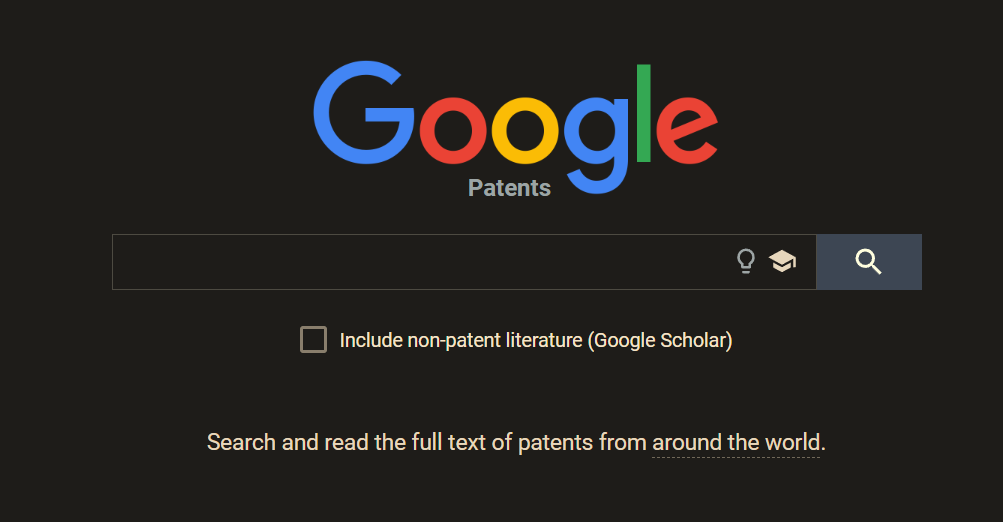 Google
Patents
Include non-patent literature (Google Scholar)
Search and read the full text of patents from around the world.